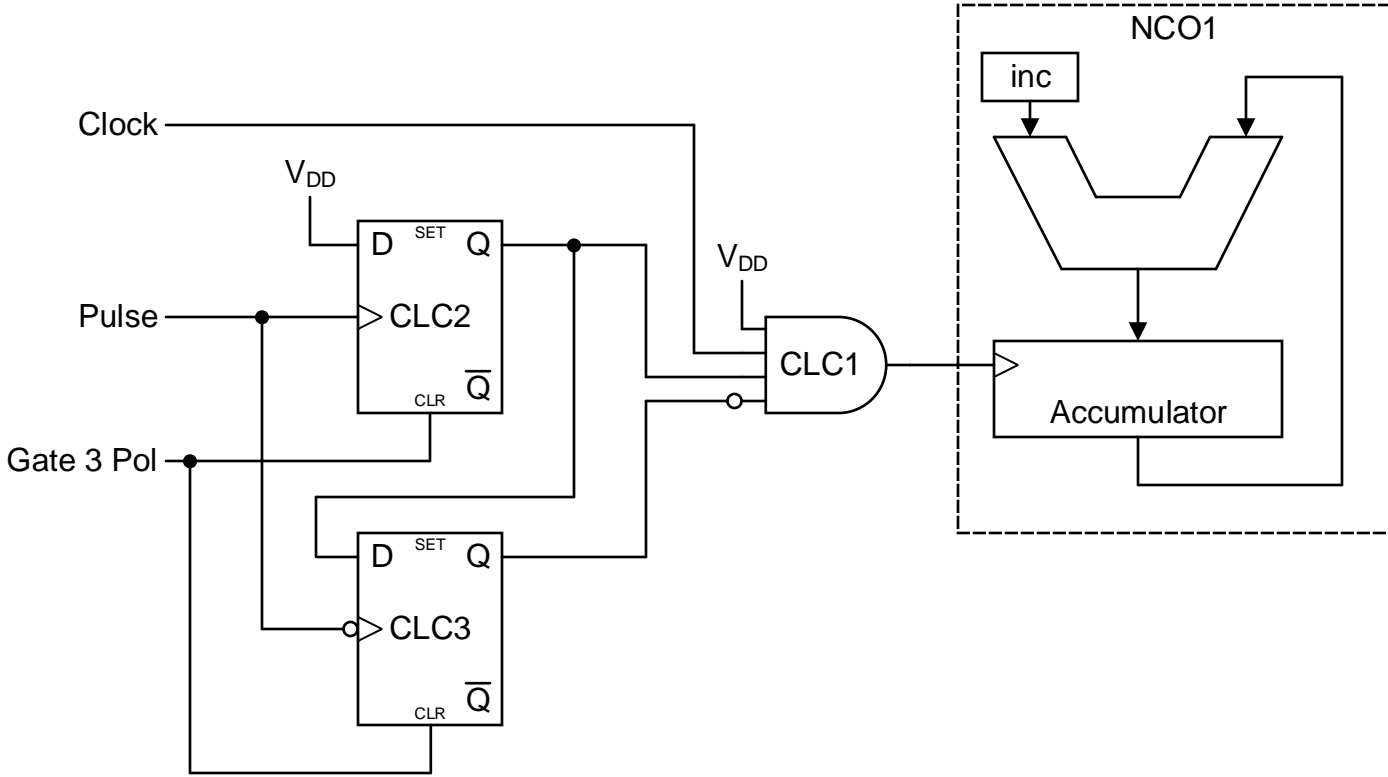 NCO1
inc
Clock
VDD
D SET Q
VDD
Pulse
CLC2
CLC1
Q
CLR
Accumulator
Gate 3 Pol
D SET Q
CLC3
Q
CLR